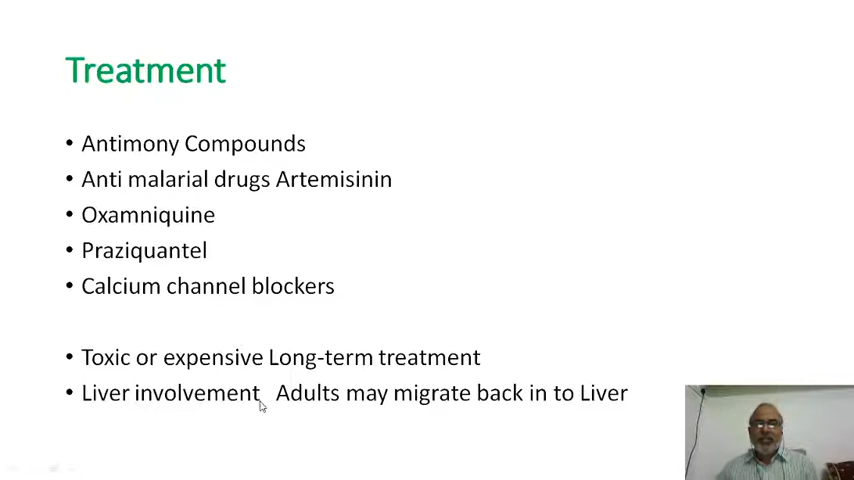 Treatment
• Antimony Compounds
• Anti malarial drugs Artemisinin
• Oxamniquine
• Praziquantel
• Calcium channel blockers
• Toxic or expensive Long-term treatment
• Liver involvement Adults may migrate back in to Liver